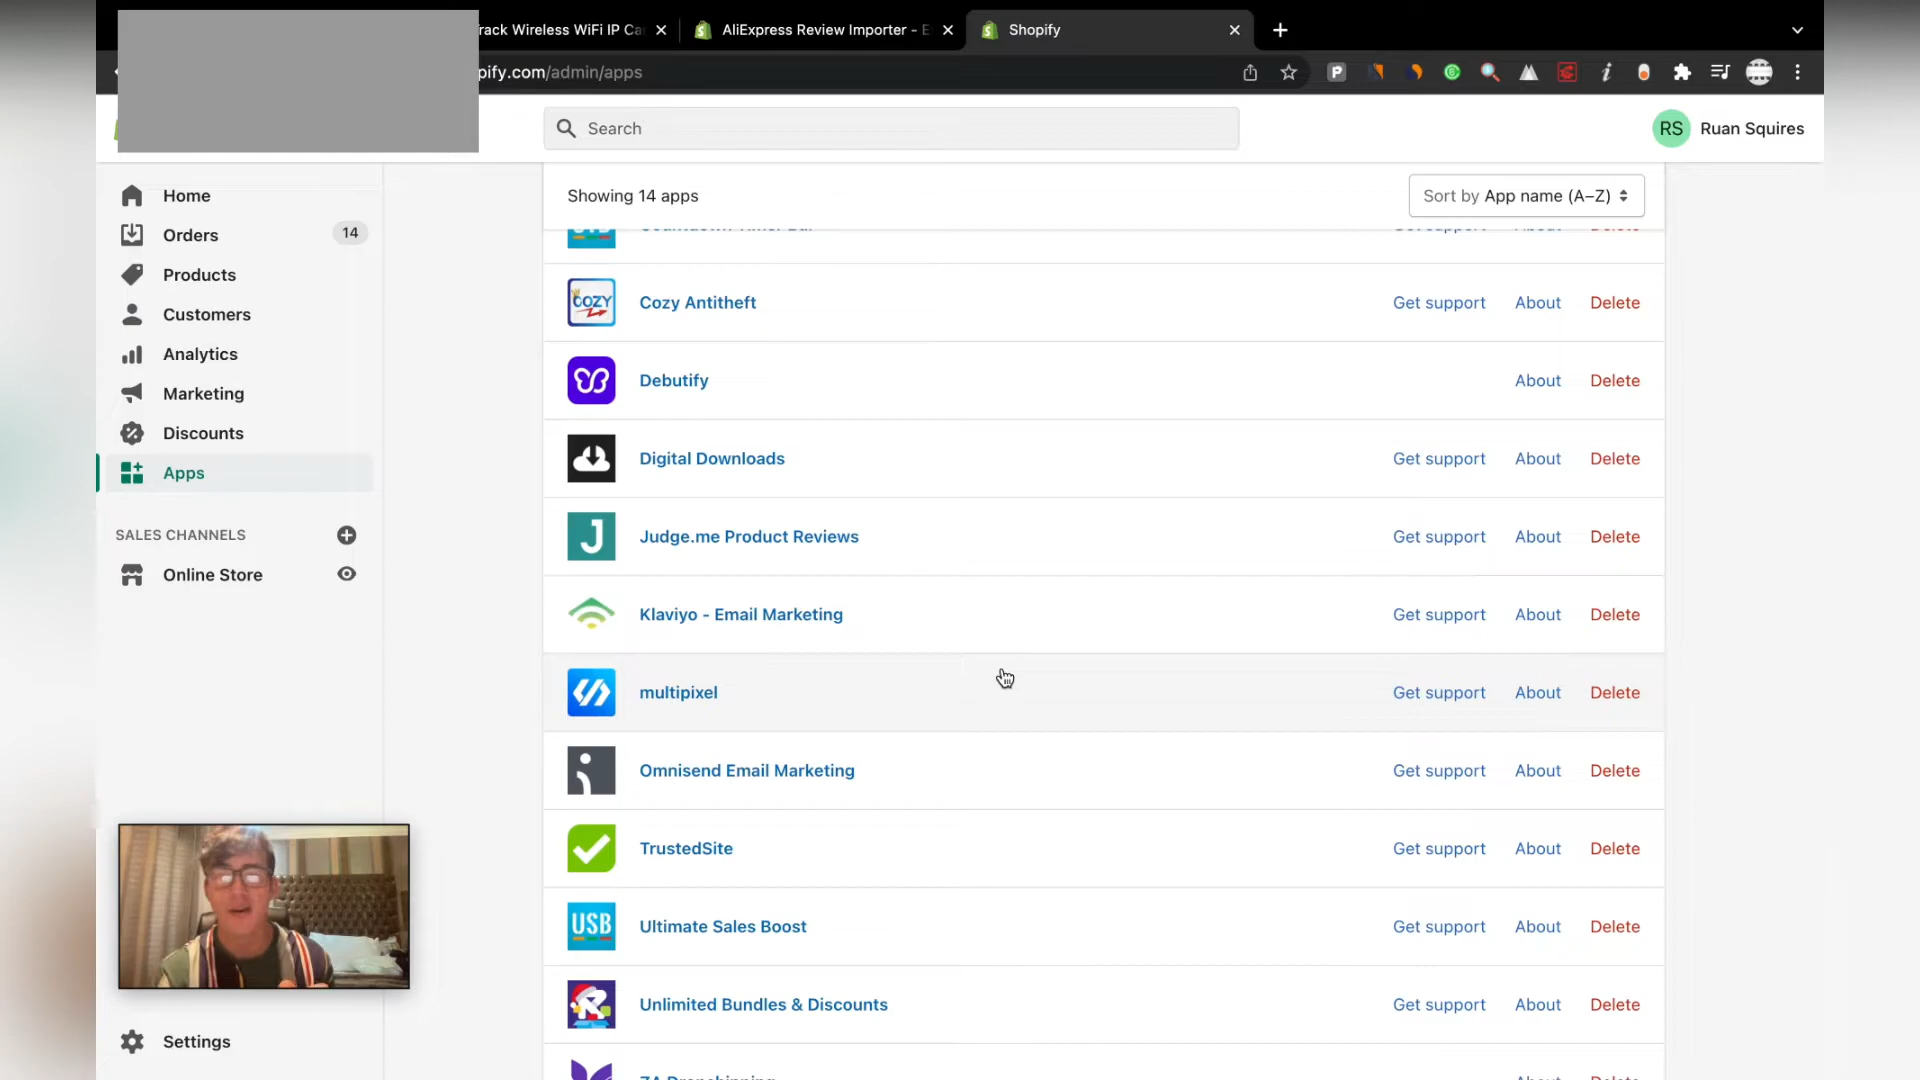 rack Wireless WiFi IP Ca
AliExpress Review Importer - E
Shopify
pify.com/admin/apps
Search
RS Ruan Squires
Showing 14 apps
Sort by App name (A–Z)
Home
Orders 14
Products
Customers
Analytics
Marketing
Discounts
Apps
SALES CHANNELS
Online Store
Settings
COZY Cozy Antitheft Get support About Delete
Debutify About Delete
Digital Downloads Get support About Delete
J Judge.me Product Reviews Get support About Delete
Klaviyo - Email Marketing Get support About Delete
multipixel Get support About Delete
Omnisend Email Marketing Get support About Delete
TrustedSite Get support About Delete
USB Ultimate Sales Boost Get support About Delete
R Unlimited Bundles & Discounts Get support About Delete